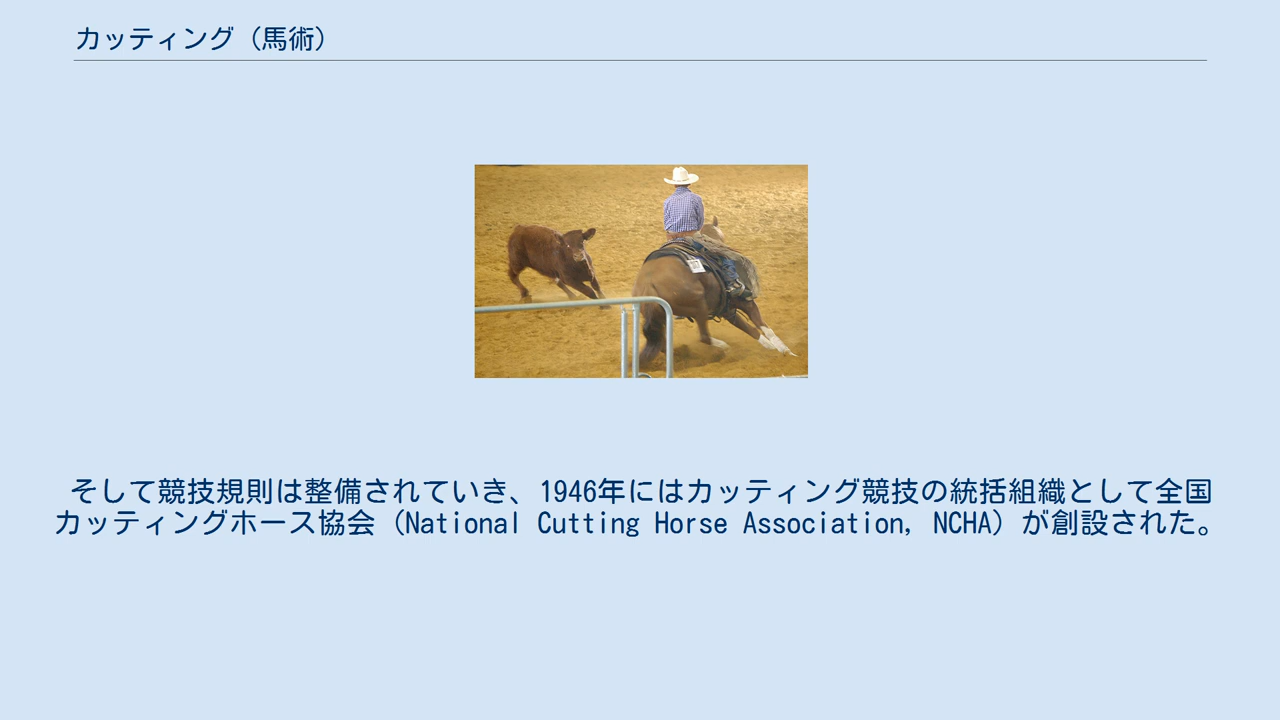 カッティング（馬術）
そして競技規則は整備されていき、1946年にはカッティング競技の統括組織として全国
カッティングホース協会（National Cutting Horse Association, NCHA）が創設された。